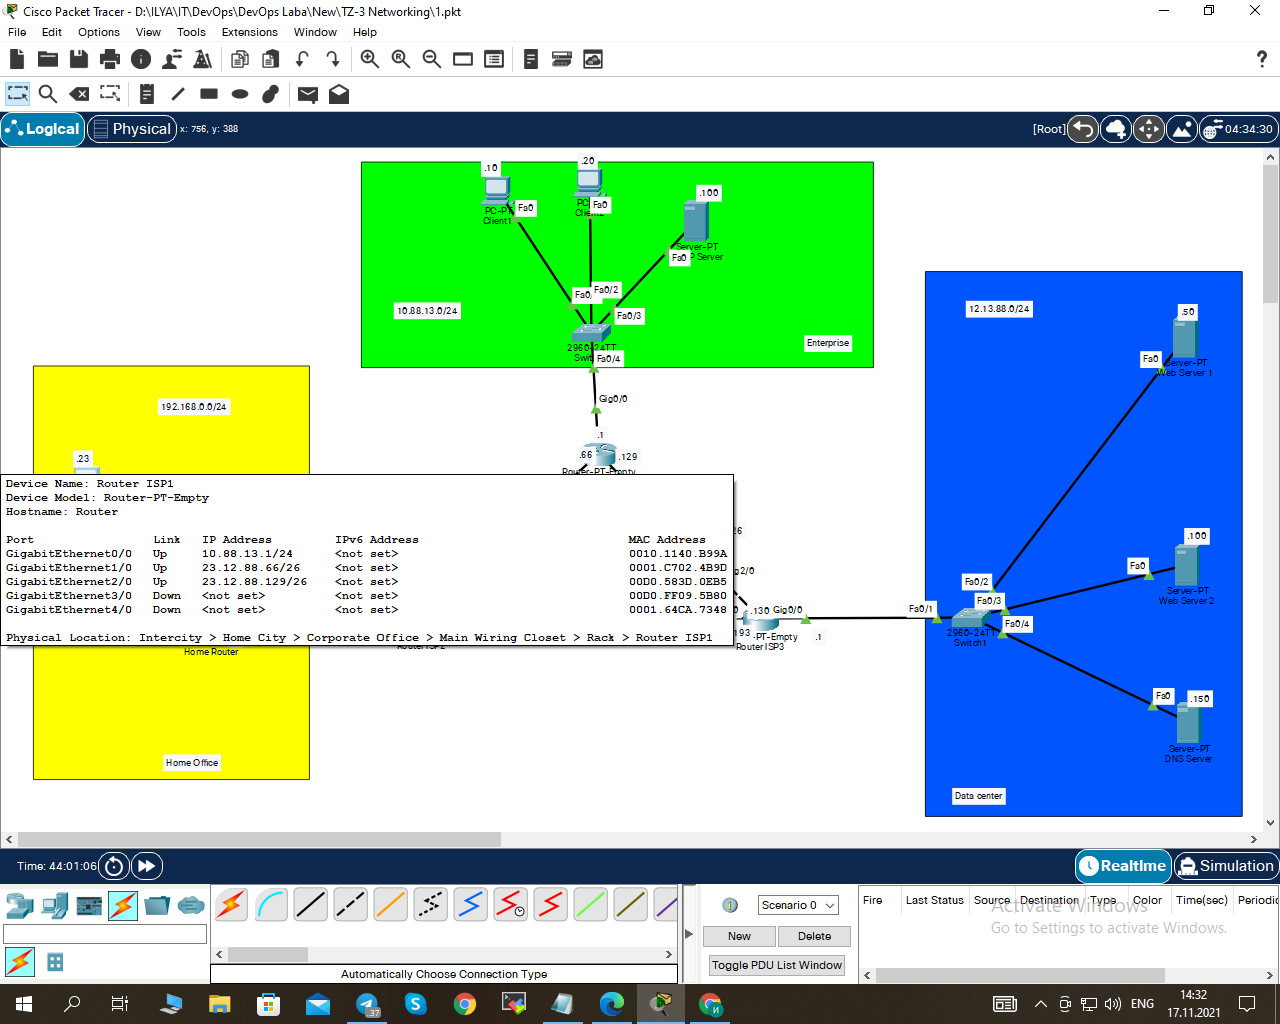 Cisco Packet Tracer - D:\ILYA\IT\DevOps\DevOps Laba\New\TZ-3 Networking\1.pkt
File Edit Options View Tools Extensions Window Help
Logical Physical x: 756, y: 388 [Root] 04:34:30
.10
.20
.100
Fa0
Fa0
PC-PT
Client1
Server-PT
P Server
Fa0
Fa0/2
Fa0/3
10.88.13.0/24
Enterprise
2960-24TT
Fa0/4
12.13.88.0/24
.50
Fa0
Server-PT
Web Server 1
192.168.0.0/24
Gig0/0
.1
.66
.129
Router-PT-Empty
.23
Device Name: Router ISP1
Device Model: Router-PT-Empty
Hostname: Router
Port Link IP Address IPv6 Address MAC Address
GigabitEthernet0/0 Up 10.88.13.1/24 <not set> 0010.1140.B99A
GigabitEthernet1/0 Up 23.12.88.66/26 <not set> 0001.C702.4B9D
GigabitEthernet2/0 Up 23.12.88.129/26 <not set> 00D0.583D.0EB5
GigabitEthernet3/0 Down <not set> <not set> 00D0.FF09.5B80
GigabitEthernet4/0 Down <not set> <not set> 0001.64CA.7348
Physical Location: Intercity > Home City > Corporate Office > Main Wiring Closet > Rack > Router ISP1
.100
Fa0
Server-PT
Web Server 2
Fa0/2
Fa0/3
.130 Gig0/0
Fa0/1
Fa0/4
2960-24TT
Switch1
-PT-Empty
Router ISP3
.1
Home Router
Fa0
.150
Server-PT
DNS Server
Home Office
Data center
Time: 44:01:06
Realtime Simulation
Scenario 0
Fire Last Status Source Destination Type Color Time(sec) Periodic
New Delete
Toggle PDU List Window
Automatically Choose Connection Type
Activate Windows
Go to Settings to activate Windows.
.37
ENG
14:32
17.11.2021